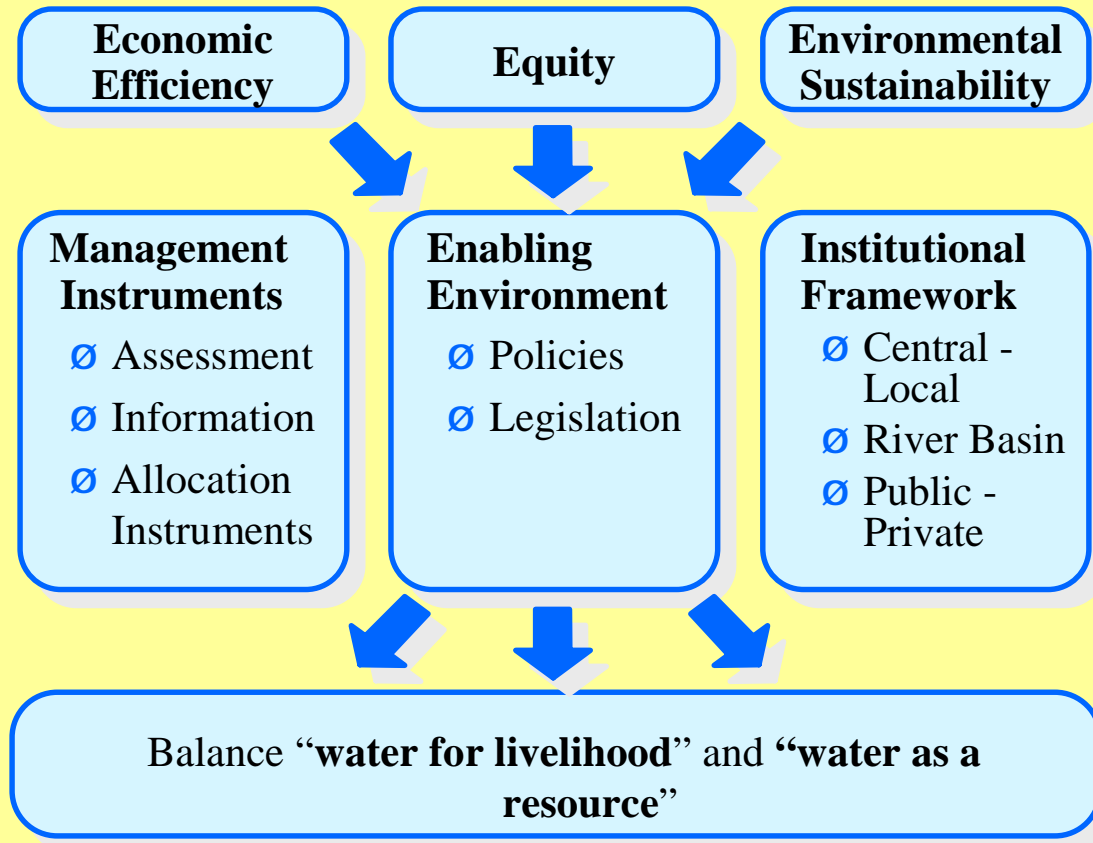 Economic
Efficiency
Equity
Environmental
Sustainability
Management
Instruments
Ø Assessment
Ø Information
Ø Allocation
Instruments
Enabling
Environment
Ø Policies
Ø Legislation
Institutional
Framework
Ø Central -
Local
Ø River Basin
Ø Public -
Private
Balance “water for livelihood” and “water as a
resource”